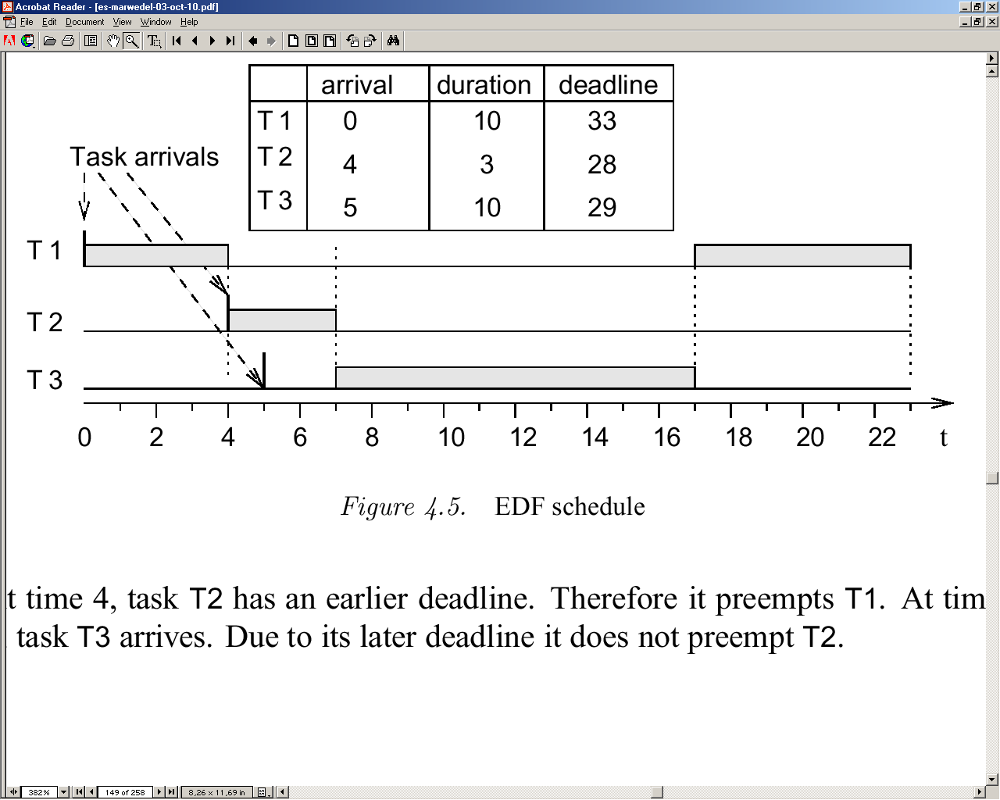 Acrobat Reader - [es-marwedel-03-oct-10.pdf]
File Edit Document View Window Help
arrival duration deadline
T 1 0 10 33
T 2 4 3 28
T 3 5 10 29
Task arrivals
T 1
T 2
T 3
0 2 4 6 8 10 12 14 16 18 20 22 t
Figure 4.5. EDF schedule
t time 4, task T2 has an earlier deadline. Therefore it preempts T1. At tim
task T3 arrives. Due to its later deadline it does not preempt T2.
382% 149 of 258 8,26 x 11,69 in